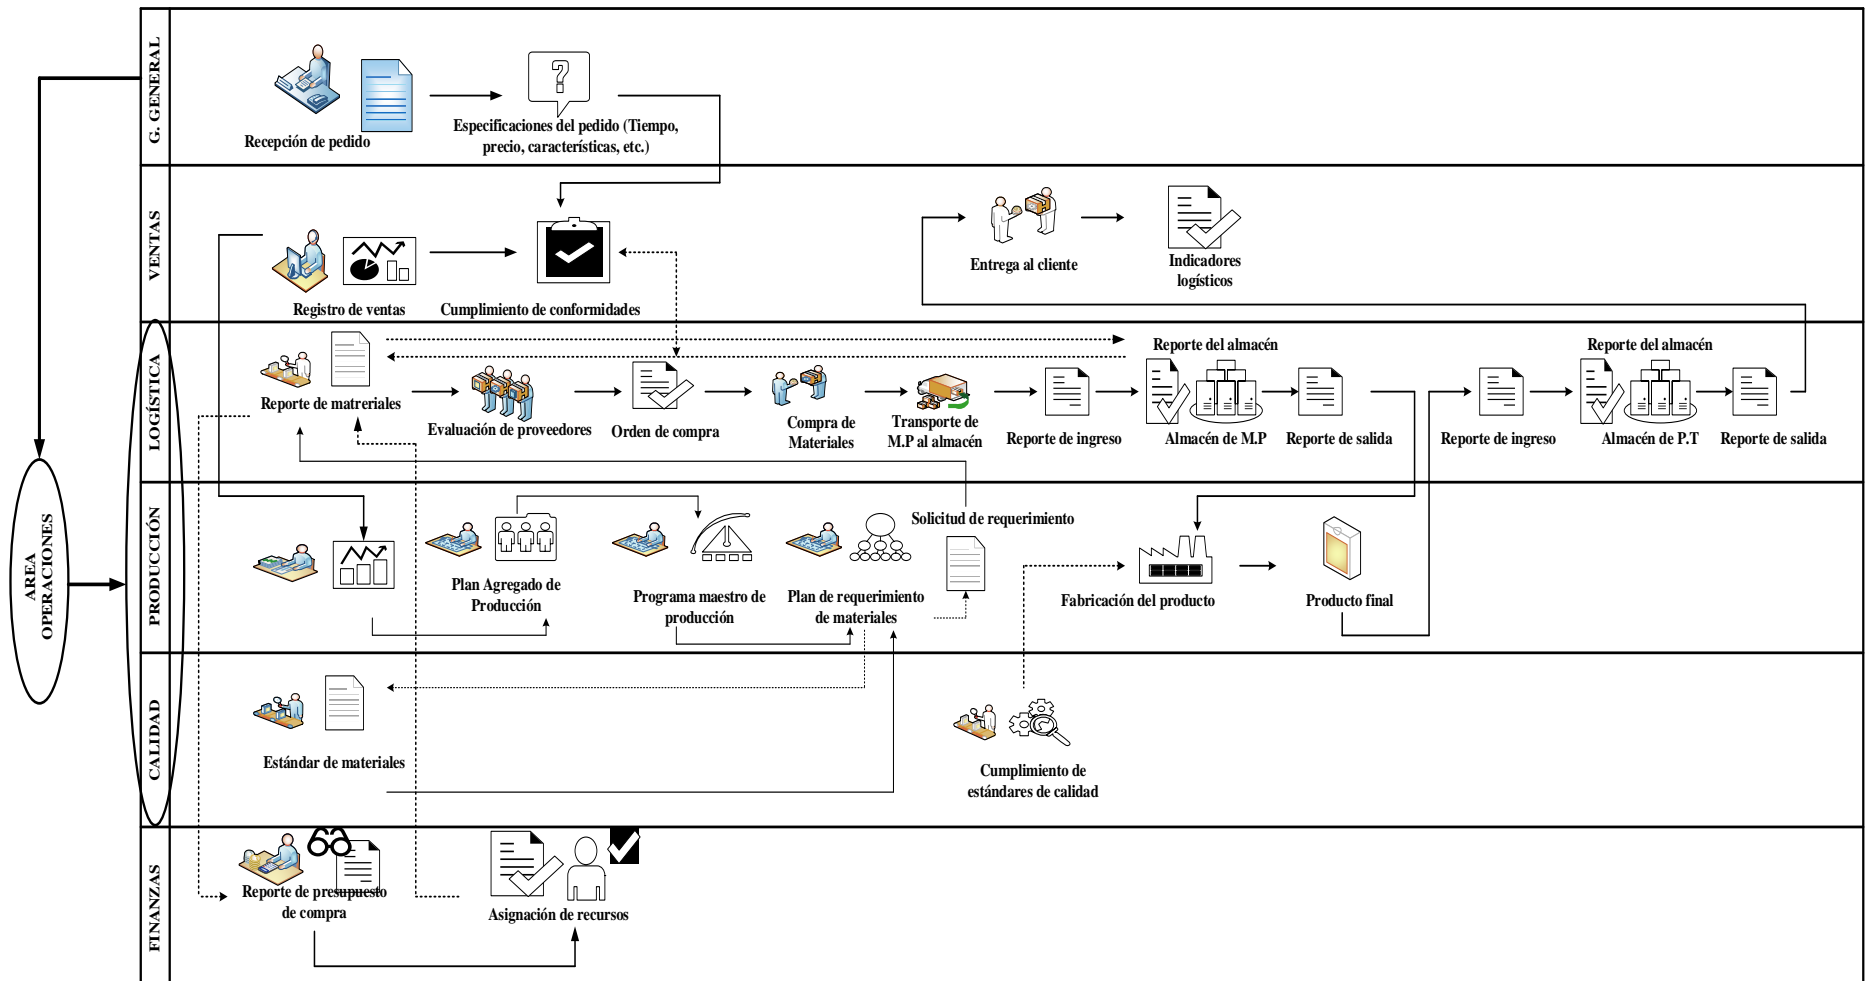 G. GENERAL
Recepción de pedido
?
Especificaciones del pedido (Tiempo,
precio, características, etc.)
VENTAS
Registro de ventas
Cumplimiento de conformidades
Entrega al cliente
Indicadores
logísticos
LOGÍSTICA
Reporte de matreriales
Evaluación de proveedores
Orden de compra
Compra de
Materiales
Transporte de
M.P al almacén
Reporte de ingreso
Reporte del almacén
Almacén de M.P
Reporte de salida
Reporte de ingreso
Reporte del almacén
Almacén de P.T
Reporte de salida
AREA
OPERACIONES
PRODUCCIÓN
Plan Agregado de
Producción
Programa maestro de
producción
Plan de requerimiento
de materiales
Solicitud de requerimiento
Fabricación del producto
Producto final
CALIDAD
Estándar de materiales
Cumplimiento de
estándares de calidad
FINANZAS
Reporte de presupuesto
de compra
Asignación de recursos